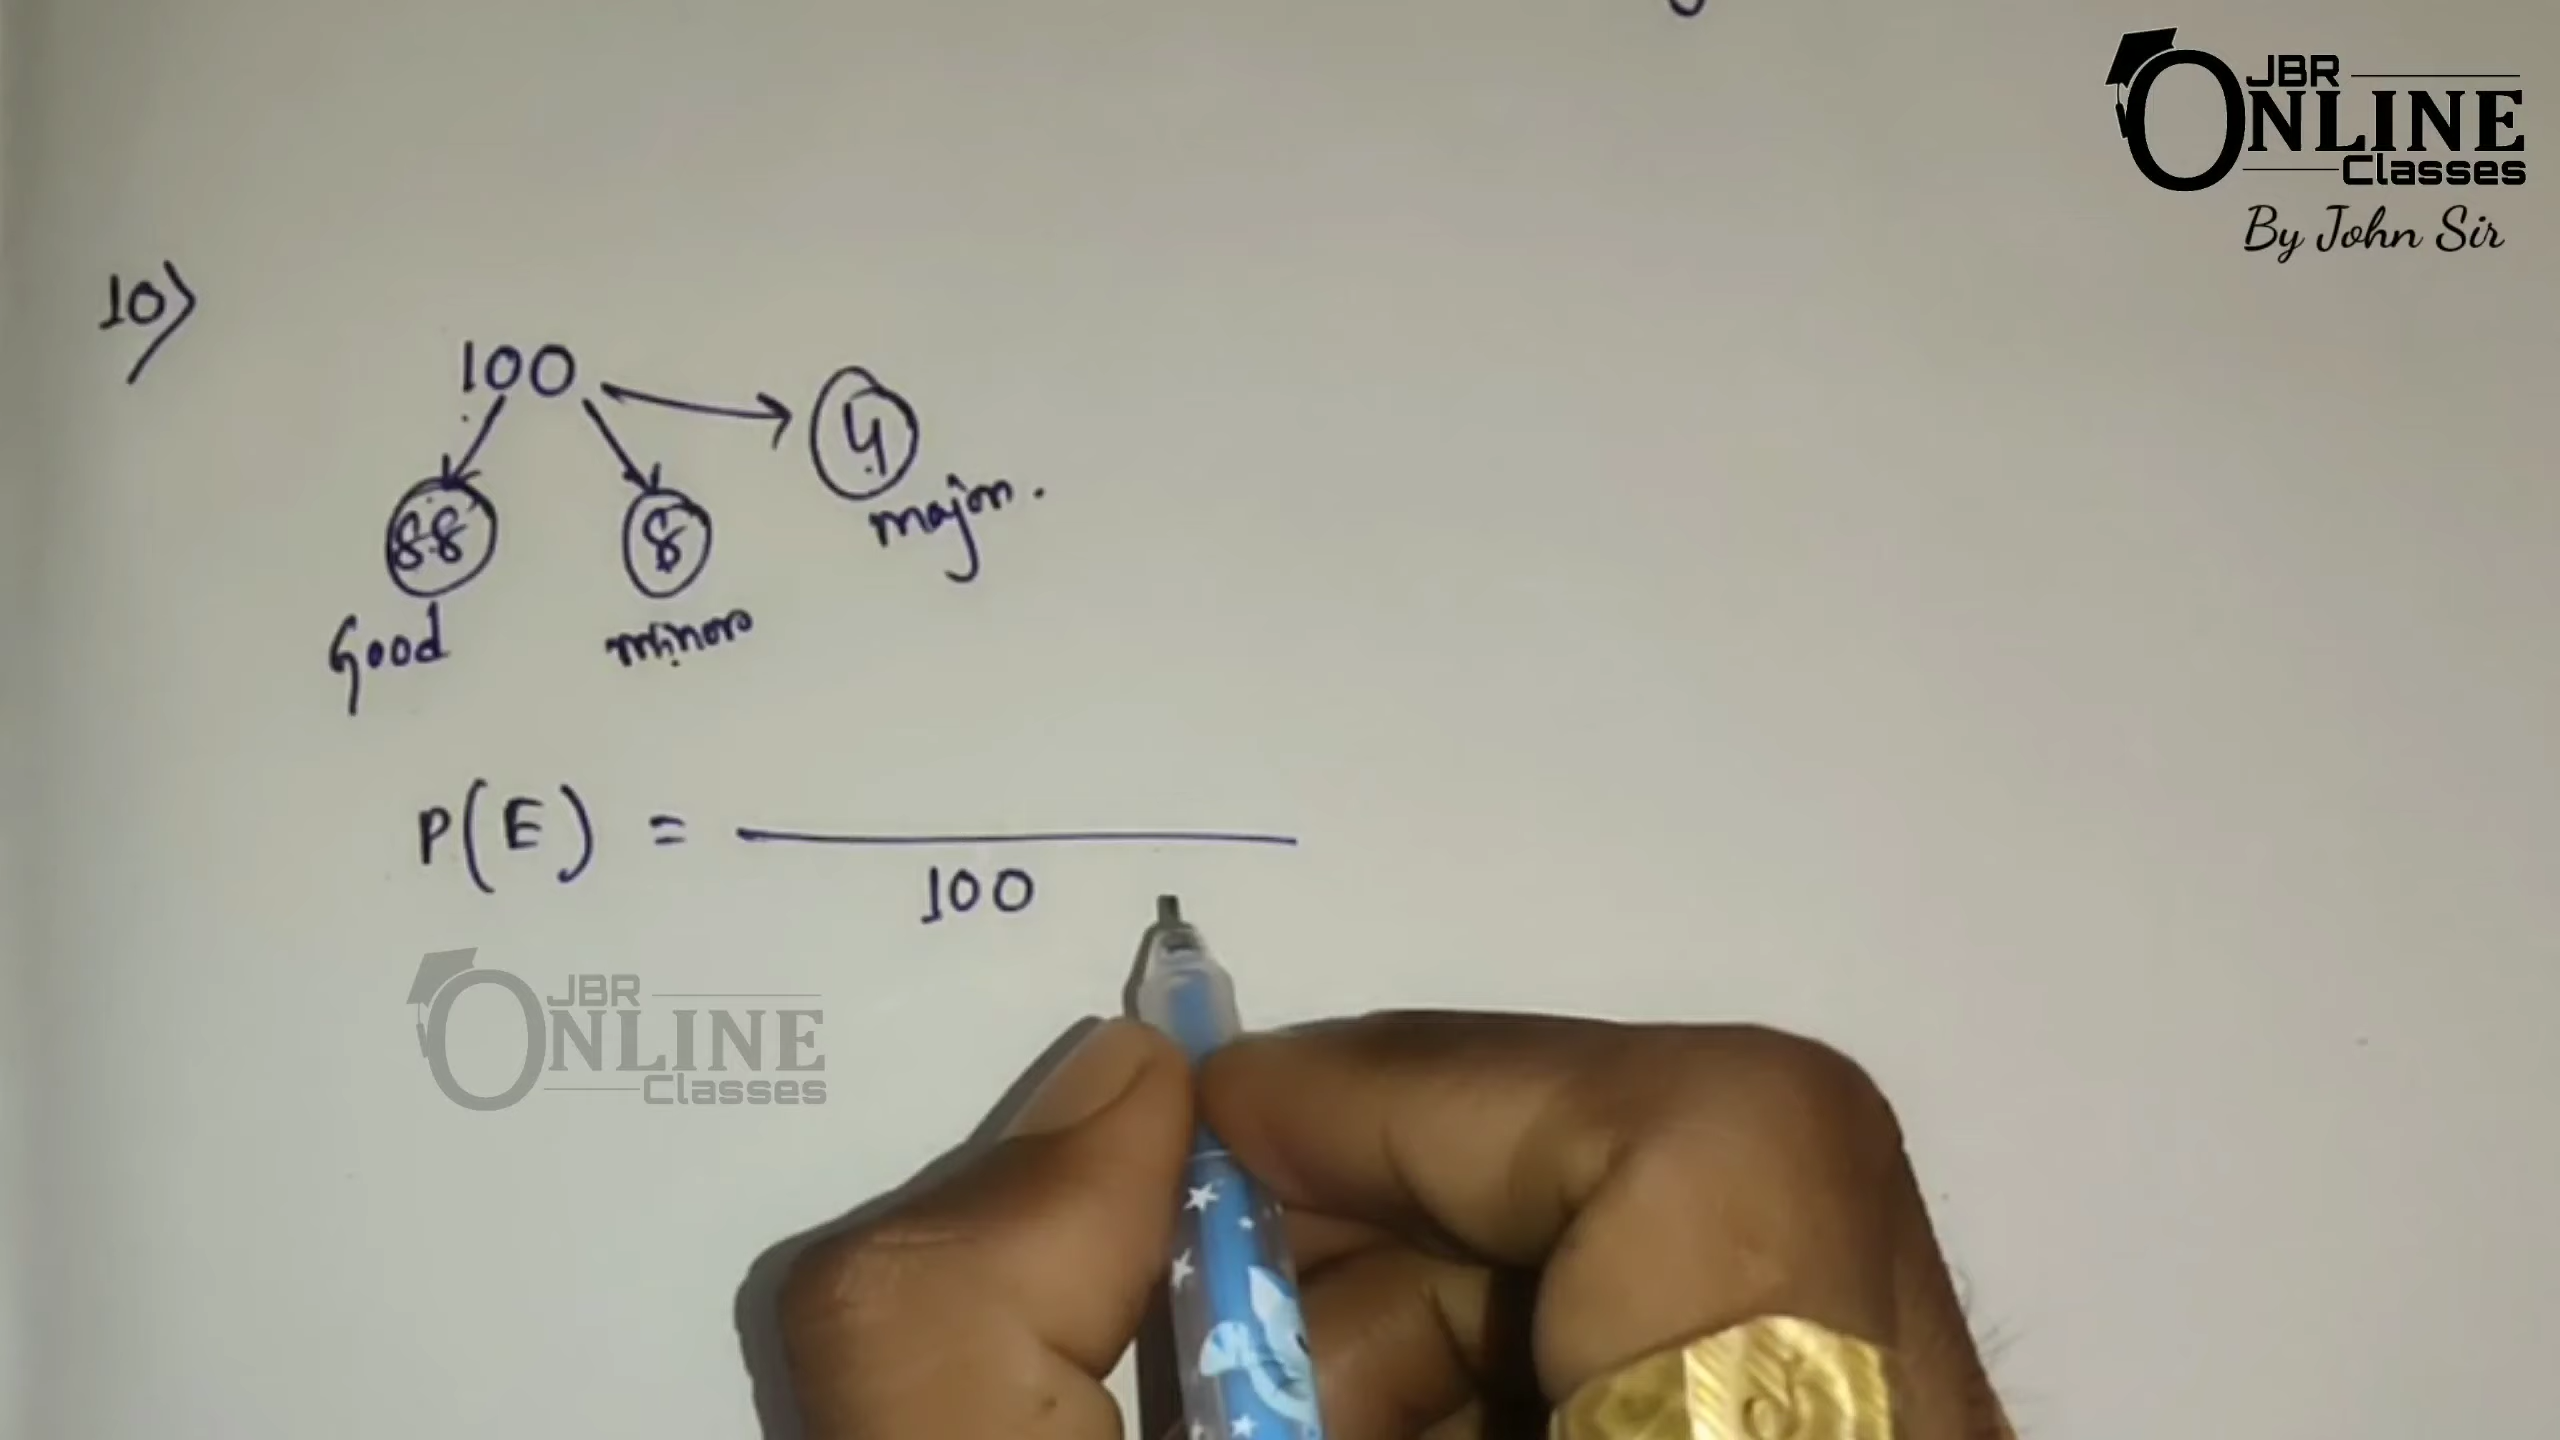 JBR
ONLINE
Classes
By John Sir
10)
100
88
8
4
Good
minor
major.
P(E) =
100
JBR
ONLINE
Classes